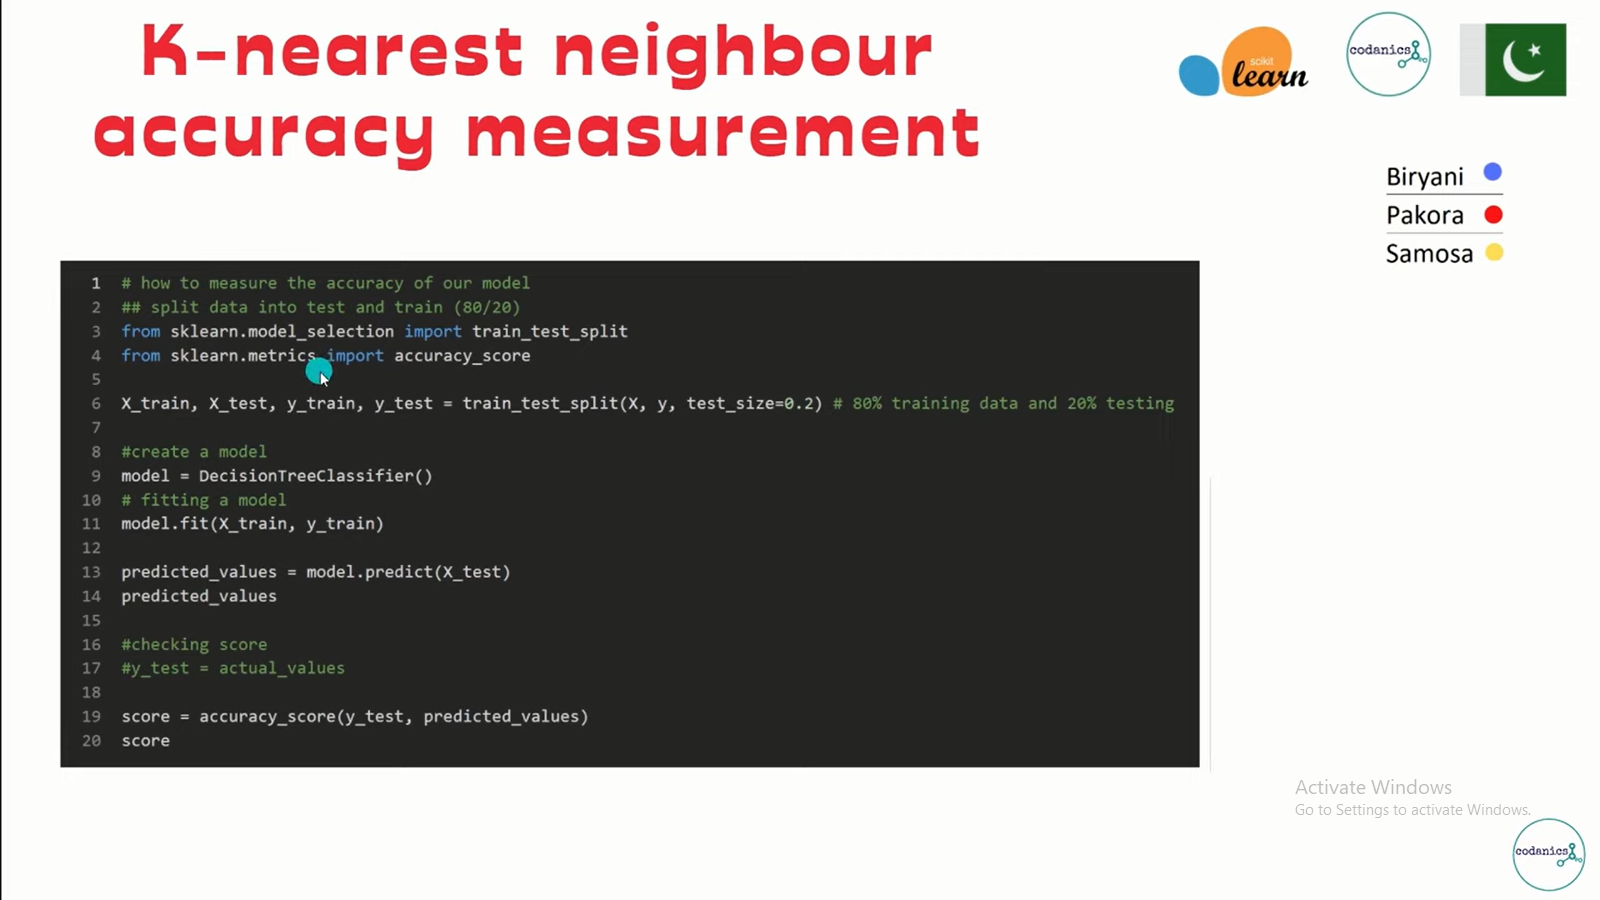 K-nearest neighbour
accuracy measurement
scikit
learn
codanics
Biryani
Pakora
Samosa
1 # how to measure the accuracy of our model
2 ## split data into test and train (80/20)
3 from sklearn.model_selection import train_test_split
4 from sklearn.metrics import accuracy_score
5
6 X_train, X_test, y_train, y_test = train_test_split(X, y, test_size=0.2) # 80% training data and 20% testing
7
8 #create a model
9 model = DecisionTreeClassifier()
10 # fitting a model
11 model.fit(X_train, y_train)
12
13 predicted_values = model.predict(X_test)
14 predicted_values
15
16 #checking score
17 #y_test = actual_values
18
19 score = accuracy_score(y_test, predicted_values)
20 score
Activate Windows
Go to Settings to activate Windows.
codanics